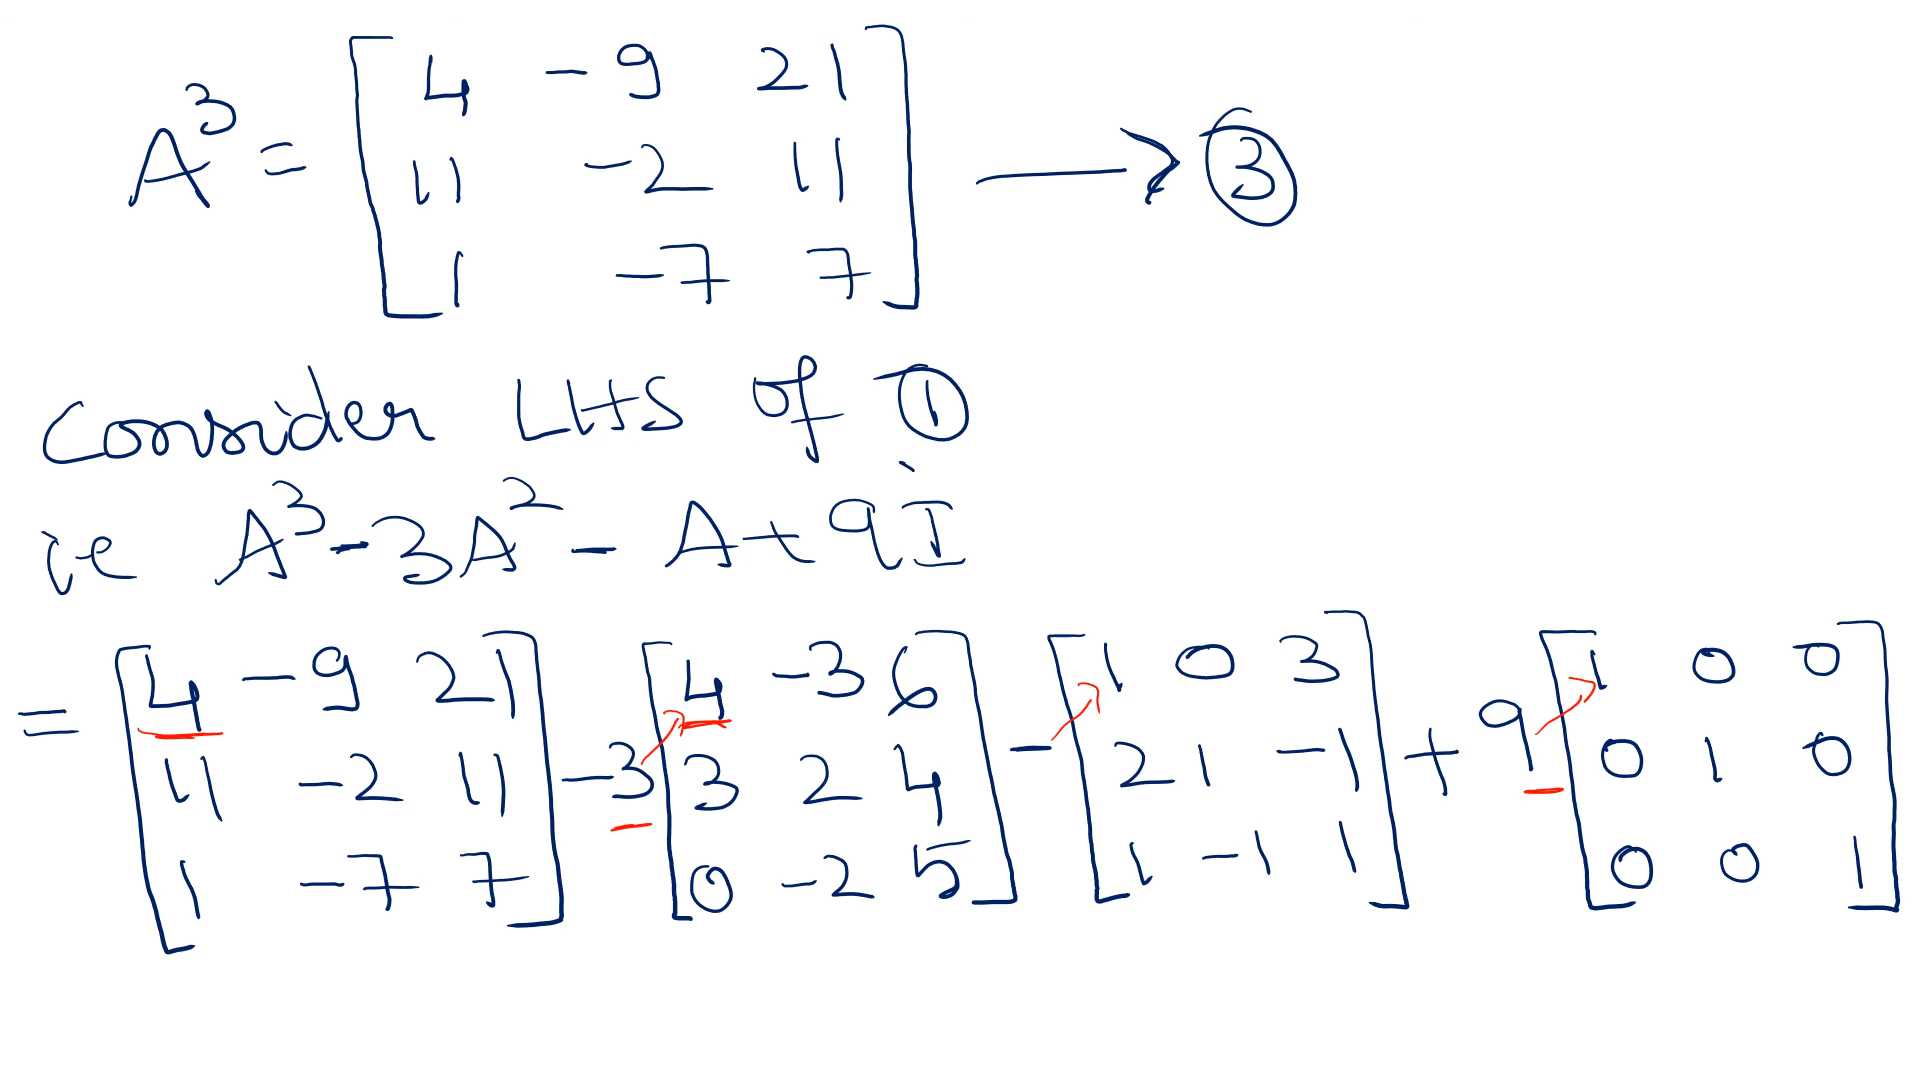 A³ = [4 -9 21
11 -2 11
1 -7 7] → ③
Consider LHS of ①
ie A³-3A² - A+9I
= [4 -9 21 11 -2 11 1 -7 7] -3 [4 -3 6 3 2 4 0 -2 5] - [1 0 3 2 1 -1 1 -1 1] + 9 [1 0 0 0 1 0 0 0 1]